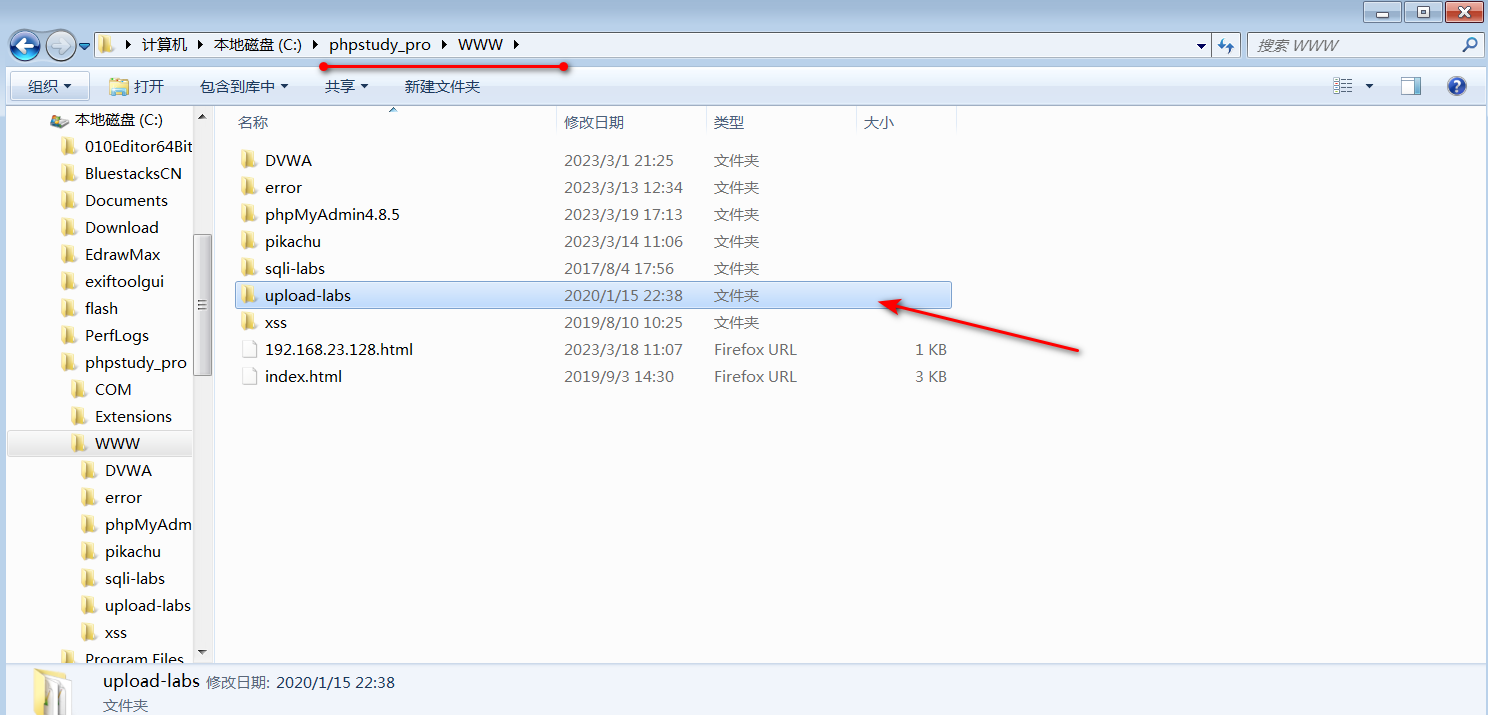 计算机 本地磁盘 (C:) phpstudy_pro WWW 搜索 WWW
组织 打开 包含到库中 共享 新建文件夹
本地磁盘 (C:)
010Editor64Bit
BluestacksCN
Documents
Download
EdrawMax
exiftoolgui
flash
PerfLogs
phpstudy_pro
COM
Extensions
WWW
DVWA
error
phpMyAdm
pikachu
sqli-labs
upload-labs
xss
Program Files
名称 修改日期 类型 大小
DVWA 2023/3/1 21:25 文件夹
error 2023/3/13 12:34 文件夹
phpMyAdmin4.8.5 2023/3/19 17:13 文件夹
pikachu 2023/3/14 11:06 文件夹
sqli-labs 2017/8/4 17:56 文件夹
upload-labs 2020/1/15 22:38 文件夹
xss 2019/8/10 10:25 文件夹
192.168.23.128.html 2023/3/18 11:07 Firefox URL 1 KB
index.html 2019/9/3 14:30 Firefox URL 3 KB
upload-labs 修改日期: 2020/1/15 22:38
文件夹